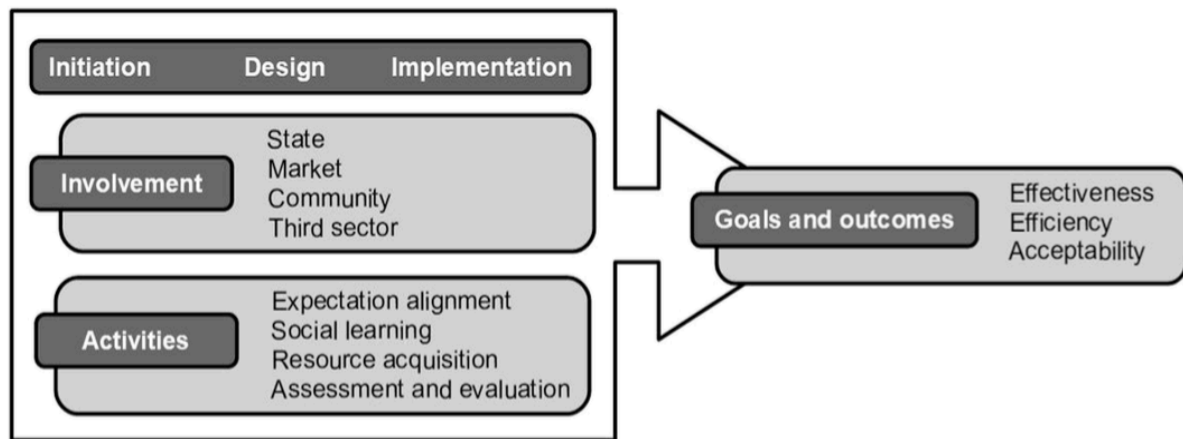 Initiation Design Implementation
Involvement
State
Market
Community
Third sector
Activities
Expectation alignment
Social learning
Resource acquisition
Assessment and evaluation
Goals and outcomes
Effectiveness
Efficiency
Acceptability